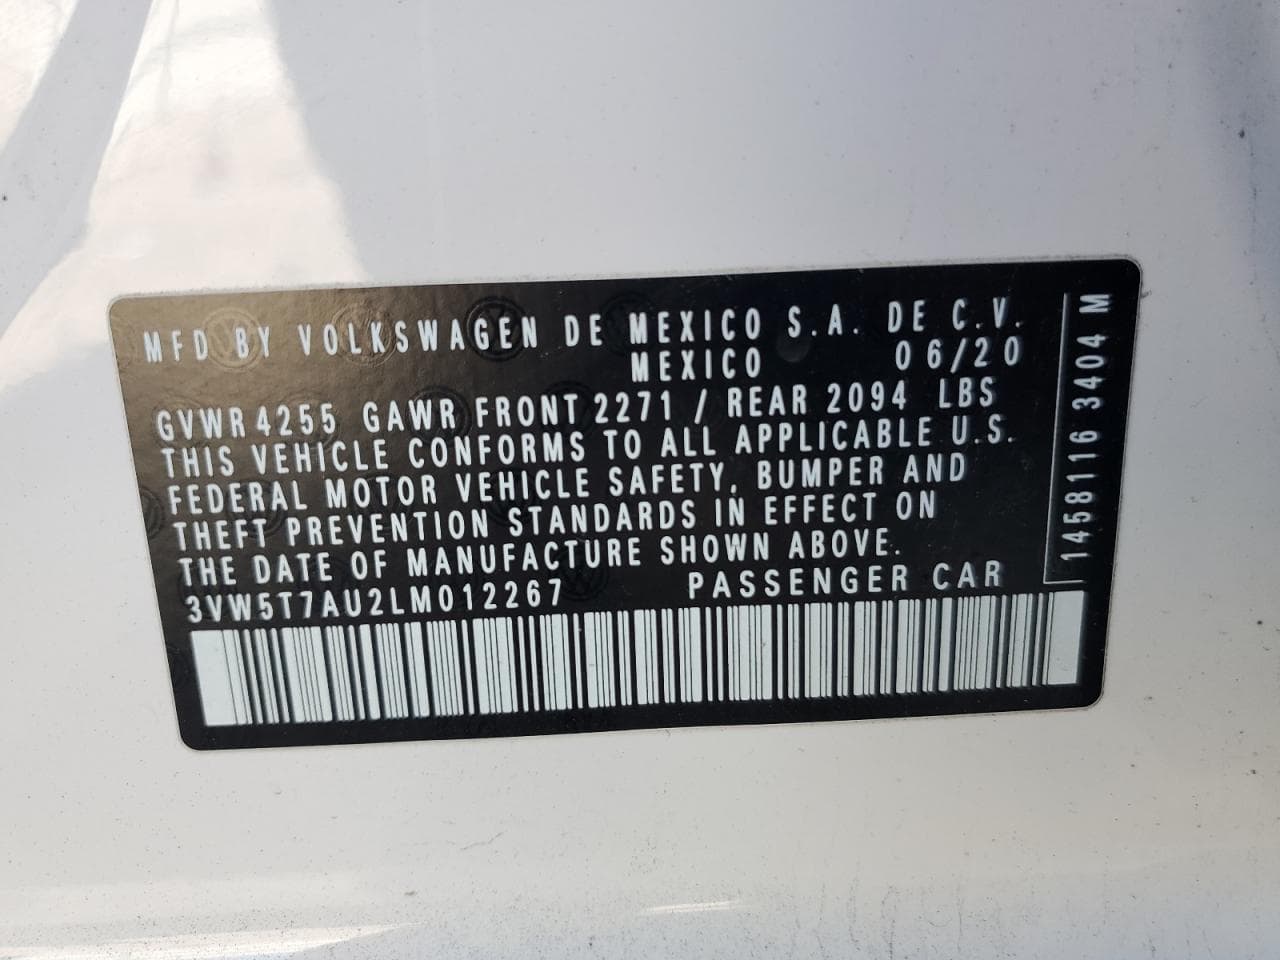 MFD BY VOLKSWAGEN DE MEXICO S.A. DE C.V.
MEXICO 06/20
GVWR 4255 GAWR FRONT 2271 / REAR 2094 LBS
THIS VEHICLE CONFORMS TO ALL APPLICABLE U.S.
FEDERAL MOTOR VEHICLE SAFETY, BUMPER AND
THEFT PREVENTION STANDARDS IN EFFECT ON
THE DATE OF MANUFACTURE SHOWN ABOVE.
3VW5T7AU2LM012267 PASSENGER CAR
1458116 3404 M